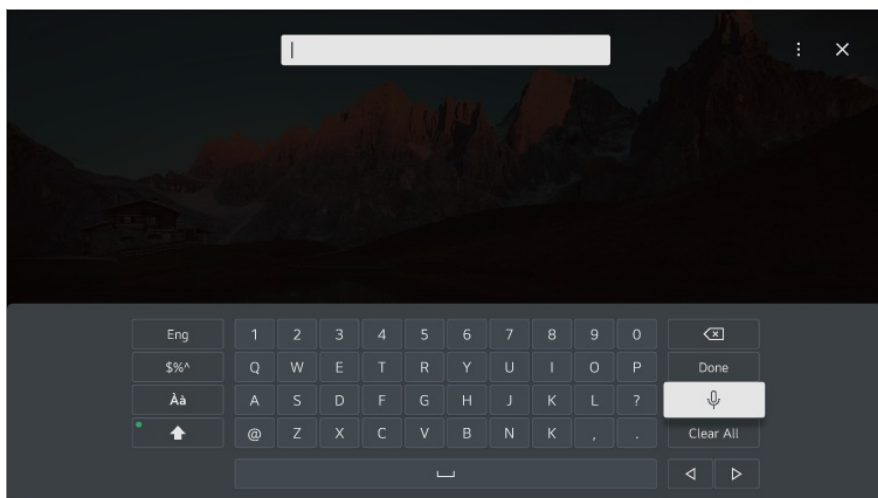 Eng 1 2 3 4 5 6 7 8 9 0
$%^ Q W E T R Y U I O P Done
Àà A S D F G H J K L ?
@ Z X C V B N K , . Clear All